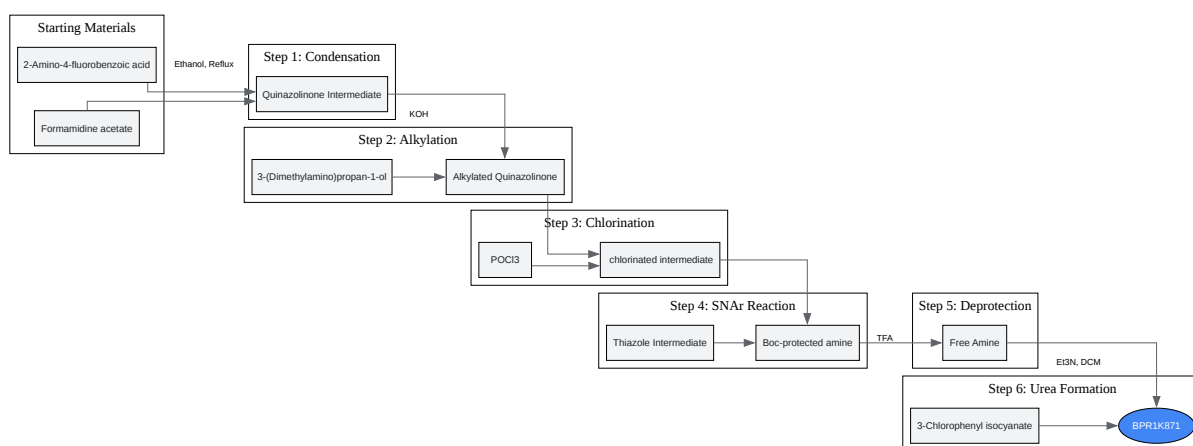 Starting Materials
2-Amino-4-fluorobenzoic acid
Formamidine acetate
Ethanol, Reflux
Step 1: Condensation
Quinazolinone Intermediate
KOH
Step 2: Alkylation
3-(Dimethylamino)propan-1-ol
Alkylated Quinazolinone
Step 3: Chlorination
POCl3
chlorinated intermediate
Step 4: SNAr Reaction
Thiazole Intermediate
Boc-protected amine
TFA
Step 5: Deprotection
Free Amine
Et3N, DCM
Step 6: Urea Formation
3-Chlorophenyl isocyanate
BPR1K871